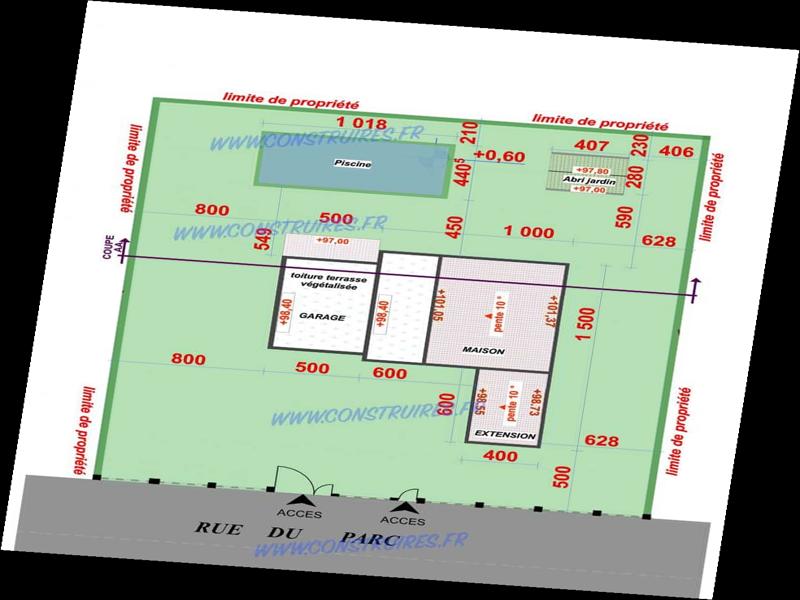 limite de propriété
limite de propriété
1 018
210
407
230
406
WWW.CONSTRUIRES.FR
Piscine
+0,60
440⁵
+97,80
Abri jardin
+97,00
280
limite de propriété
limite de propriété
800
500
549
450
1 000
590
628
WWW.CONSTRUIRES.FR
+97,00
COUPE
AA
toiture terrasse
végétalisée
+98,40
GARAGE
+98,40
+101,05
pente 10°
+101,37
MAISON
1 500
800
500
600
600
+98,55
pente 10°
+98,73
EXTENSION
WWW.CONSTRUIRES.FR
628
400
500
limite de propriété
limite de propriété
ACCES
ACCES
RUE DU PARC
WWW.CONSTRUIRES.FR